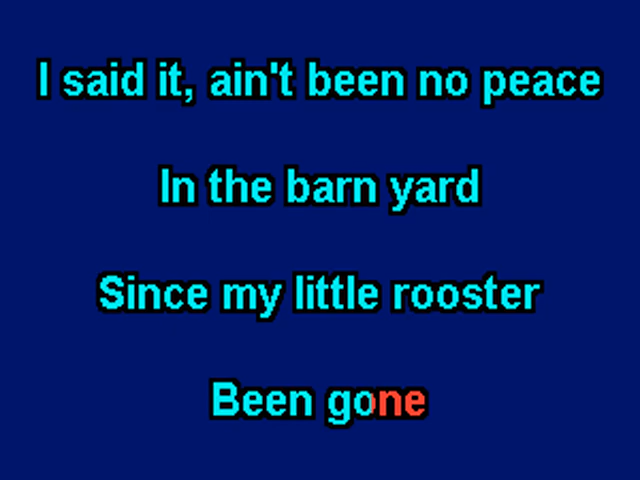 I said it, ain't been no peace
In the barn yard
Since my little rooster
Been gone